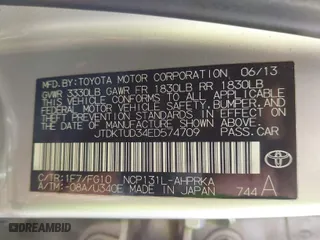 MFD. BY: TOYOTA MOTOR CORPORATION 06/13
GVWR 3330LB GAWR FR 1830LB RR 1830LB
THIS VEHICLE CONFORMS TO ALL APPLICABLE
FEDERAL MOTOR VEHICLE SAFETY, BUMPER, AND
THEFT PREVENTION STANDARDS IN EFFECT ON
THE DATE OF MANUFACTURE SHOWN ABOVE.
JTDKTUD34ED574709 PASS. CAR
C/TR: 1F7/FG10 NCP131L-AHPRKA
A/TM: -08A/U340E MADE IN JAPAN
TOYOTA
744 A